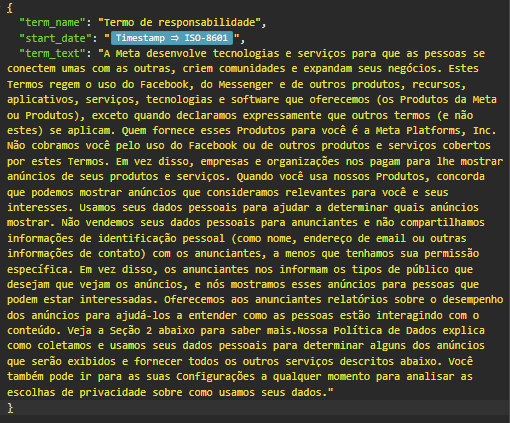 {
"term_name": "Termo de responsabilidade",
"start_date": "Timestamp ⇒ ISO-8601",
"term_text": "A Meta desenvolve tecnologias e serviços para que as pessoas se
conectem umas com as outras, criem comunidades e expandam seus negócios. Estes
Termos regem o uso do Facebook, do Messenger e de outros produtos, recursos,
aplicativos, serviços, tecnologias e software que oferecemos (os Produtos da Meta
ou Produtos), exceto quando declaramos expressamente que outros termos (e não
estes) se aplicam. Quem fornece esses Produtos para você é a Meta Platforms, Inc.
Não cobramos você pelo uso do Facebook ou de outros produtos e serviços cobertos
por estes Termos. Em vez disso, empresas e organizações nos pagam para lhe mostrar
anúncios de seus produtos e serviços. Quando você usa nossos Produtos, concorda
que podemos mostrar anúncios que consideramos relevantes para você e seus
interesses. Usamos seus dados pessoais para ajudar a determinar quais anúncios
mostrar. Não vendemos seus dados pessoais para anunciantes e não compartilhamos
informações de identificação pessoal (como nome, endereço de email ou outras
informações de contato) com os anunciantes, a menos que tenhamos sua permissão
específica. Em vez disso, os anunciantes nos informam os tipos de público que
desejam que vejam os anúncios, e nós mostramos esses anúncios para pessoas que
podem estar interessadas. Oferecemos aos anunciantes relatórios sobre o desempenho
dos anúncios para ajudá-los a entender como as pessoas estão interagindo com o
conteúdo. Veja a Seção 2 abaixo para saber mais.Nossa Política de Dados explica
como coletamos e usamos seus dados pessoais para determinar alguns dos anúncios
que serão exibidos e fornecer todos os outros serviços descritos abaixo. Você
também pode ir para as suas Configurações a qualquer momento para analisar as
escolhas de privacidade sobre como usamos seus dados."
}